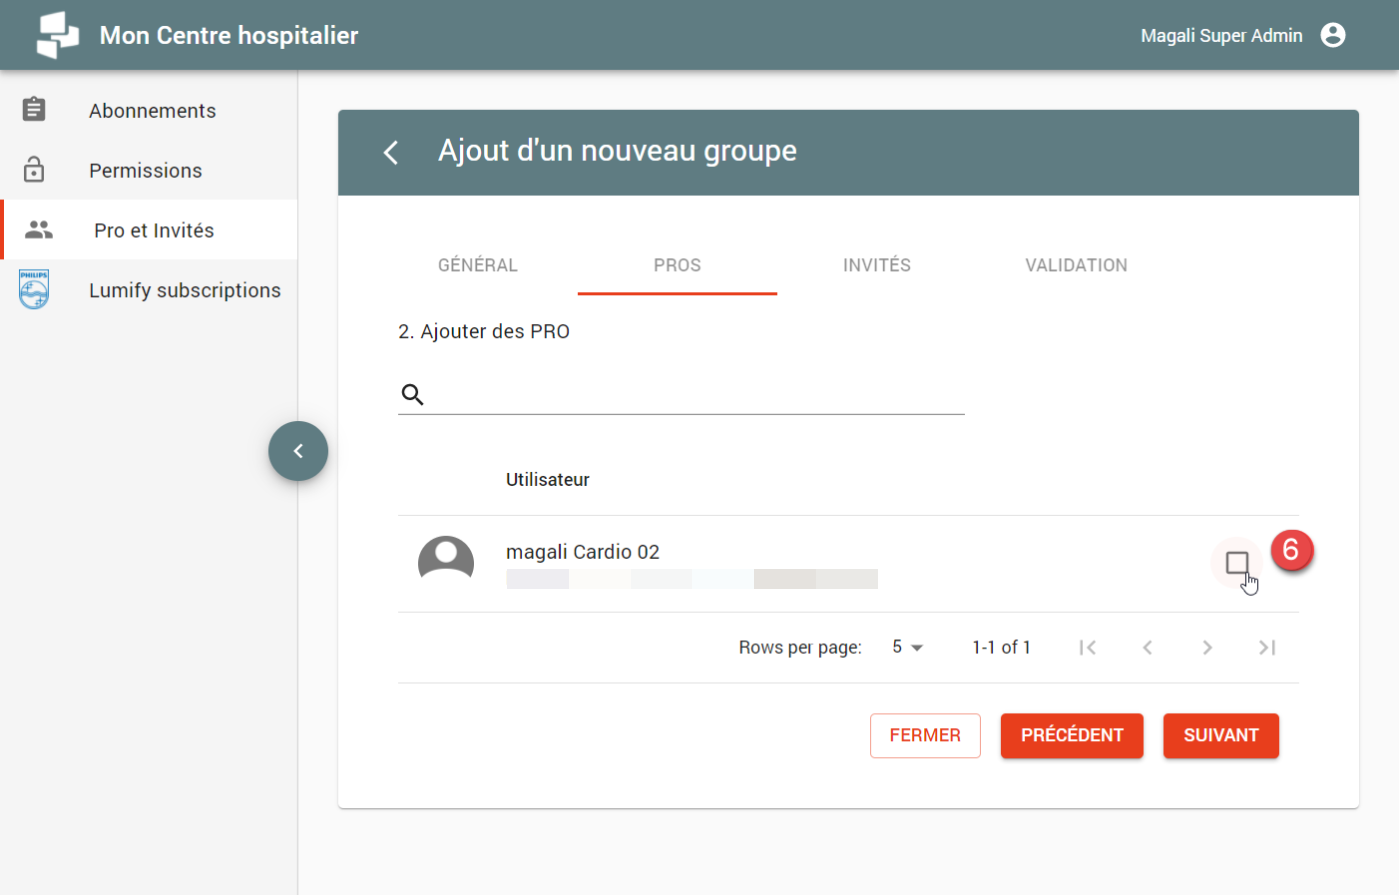 Mon Centre hospitalier
Magali Super Admin
Abonnements
Permissions
Pro et Invités
PHILIPS
Lumify subscriptions
Ajout d'un nouveau groupe
GÉNÉRAL
PROS
INVITÉS
VALIDATION
2. Ajouter des PRO
Utilisateur
magali Cardio 02
6
Rows per page: 5 1-1 of 1
FERMER
PRÉCÉDENT
SUIVANT